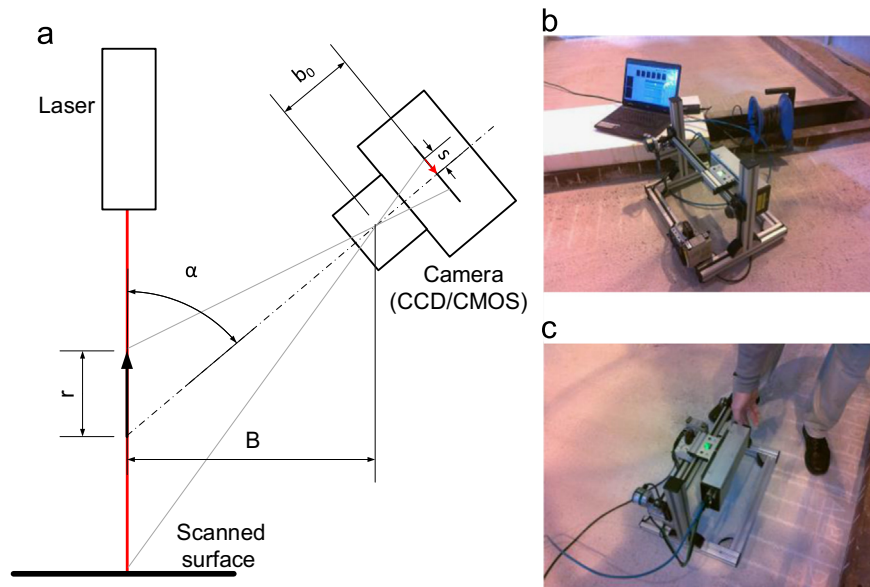 a
Laser
b₀
s
α
Camera
(CCD/CMOS)
r
B
Scanned
surface
b
c